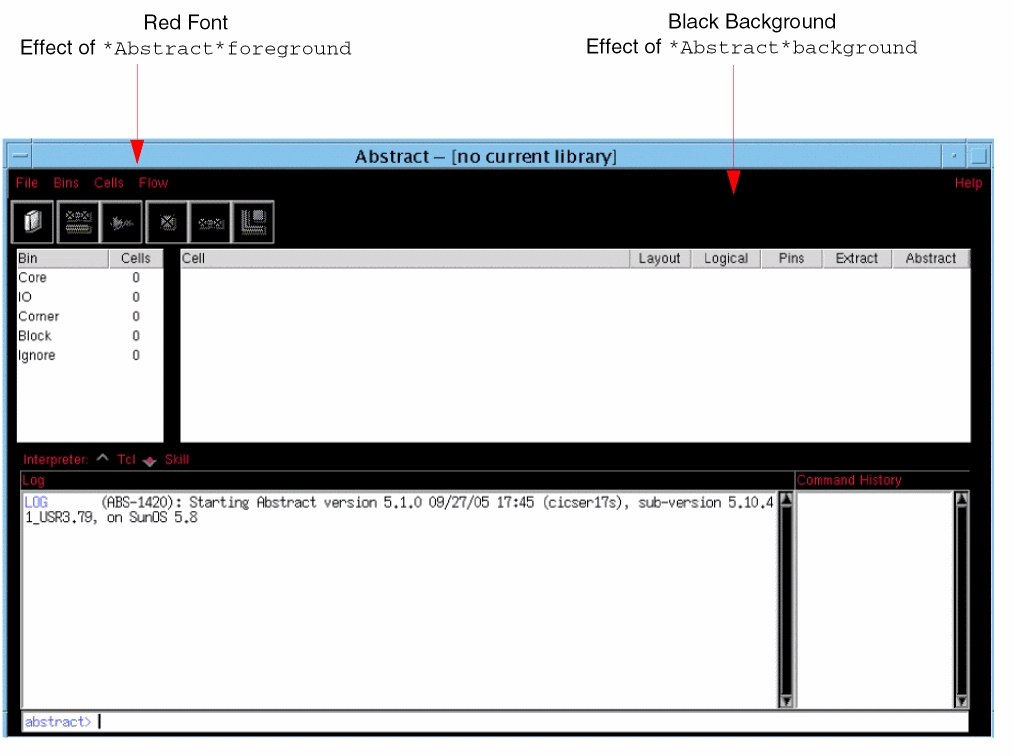 Red Font
Effect of *Abstract*foreground
Black Background
Effect of *Abstract*background
Abstract – [no current library]
File Bins Cells Flow Help
Bin Cells
Core 0
IO 0
Corner 0
Block 0
Ignore 0
Cell Layout Logical Pins Extract Abstract
Interpreter: Tcl Skill
Log
LOG (ABS-1420): Starting Abstract version 5.1.0 09/27/05 17:45 (cicser17s), sub-version 5.10.4
1_USR3.79, on SunOS 5.8
Command History
abstract>